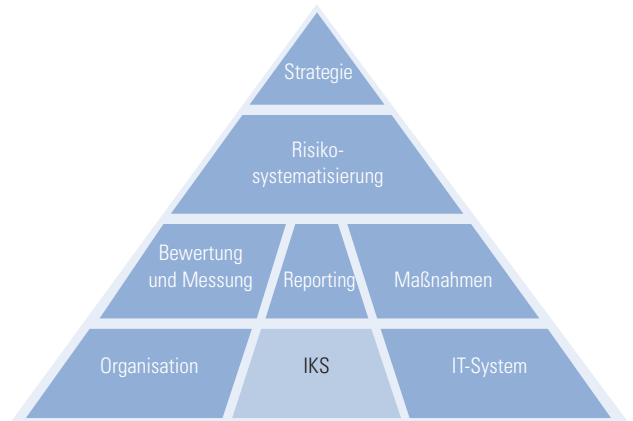 Strategie
Risiko-
systematisierung
Bewertung
und Messung
Reporting
Maßnahmen
Organisation
IKS
IT-System